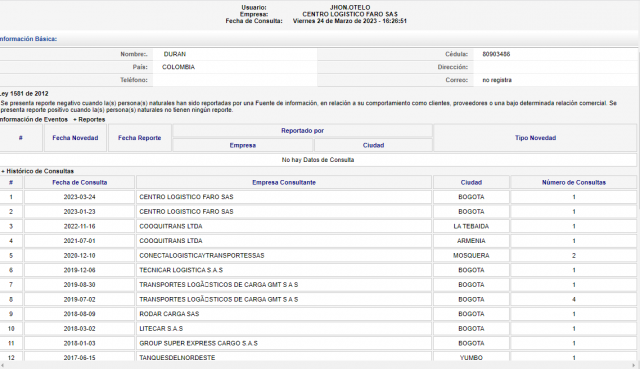 Usuario: JHON.OTELO
Empresa: CENTRO LOGISTICO FARO SAS
Fecha de Consulta: Viernes 24 de Marzo de 2023 - 16:26:51
Información Básica:
Nombre:. DURAN Cédula: 80903486
País: COLOMBIA Dirección:
Teléfono: Correo: no registra
Ley 1581 de 2012
Se presenta reporte negativo cuando la(s) persona(s) naturales han sido reportadas por una Fuente de información, en relación a su comportamiento como clientes, proveedores o una bajo determinada relación comercial. Se
presenta reporte positivo cuando la(s) persona(s) naturales no tienen ningún reporte.
Información de Eventos + Reportes
# Fecha Novedad Fecha Reporte Reportado por Tipo Novedad
Empresa Ciudad
No hay Datos de Consulta
+ Histórico de Consultas
# Fecha de Consulta Empresa Consultante Ciudad Número de Consultas
1 2023-03-24 CENTRO LOGISTICO FARO SAS BOGOTA 1
2 2023-01-23 CENTRO LOGISTICO FARO SAS BOGOTA 1
3 2022-11-16 COOQUITRANS LTDA LA TEBAIDA 1
4 2021-07-01 COOQUITRANS LTDA ARMENIA 1
5 2020-12-10 CONECTALOGISTICAYTRANSPORTESSAS MOSQUERA 2
6 2019-12-06 TECNICAR LOGISTICA S.A.S BOGOTA 1
7 2019-08-30 TRANSPORTES LOGÃSTICOS DE CARGA GMT S A S BOGOTA 1
8 2019-07-02 TRANSPORTES LOGÃSTICOS DE CARGA GMT S A S BOGOTA 4
9 2018-08-09 RODAR CARGA SAS BOGOTA 1
10 2018-03-02 LITECAR S.A.S BOGOTA 1
11 2018-01-03 GROUP SUPER EXPRESS CARGO S.A.S BOGOTA 1
12 2017-06-15 TANQUESDELNORDESTE YUMBO 1